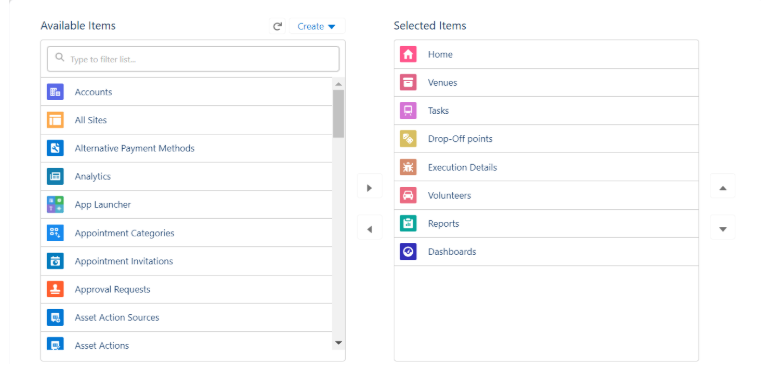 Available Items
Create
Type to filter list...
Accounts
All Sites
Alternative Payment Methods
Analytics
App Launcher
Appointment Categories
Appointment Invitations
Approval Requests
Asset Action Sources
Asset Actions
Selected Items
Home
Venues
Tasks
Drop-Off points
Execution Details
Volunteers
Reports
Dashboards